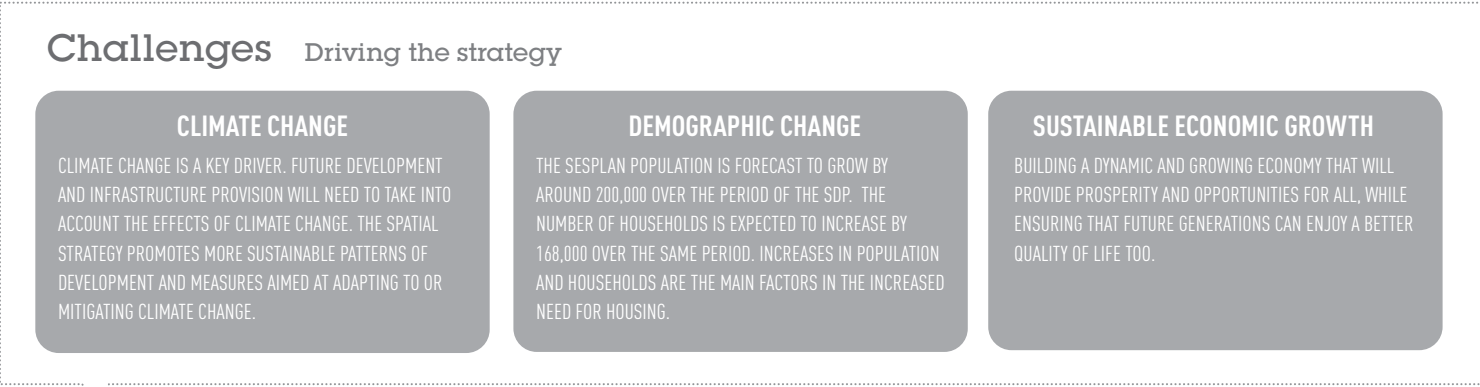 Challenges Driving the strategy
CLIMATE CHANGE
CLIMATE CHANGE IS A KEY DRIVER. FUTURE DEVELOPMENT
AND INFRASTRUCTURE PROVISION WILL NEED TO TAKE INTO
ACCOUNT THE EFFECTS OF CLIMATE CHANGE. THE SPATIAL
STRATEGY PROMOTES MORE SUSTAINABLE PATTERNS OF
DEVELOPMENT AND MEASURES AIMED AT ADAPTING TO OR
MITIGATING CLIMATE CHANGE.
DEMOGRAPHIC CHANGE
THE SESPLAN POPULATION IS FORECAST TO GROW BY
AROUND 200,000 OVER THE PERIOD OF THE SDP. THE
NUMBER OF HOUSEHOLDS IS EXPECTED TO INCREASE BY
168,000 OVER THE SAME PERIOD. INCREASES IN POPULATION
AND HOUSEHOLDS ARE THE MAIN FACTORS IN THE INCREASED
NEED FOR HOUSING.
SUSTAINABLE ECONOMIC GROWTH
BUILDING A DYNAMIC AND GROWING ECONOMY THAT WILL
PROVIDE PROSPERITY AND OPPORTUNITIES FOR ALL, WHILE
ENSURING THAT FUTURE GENERATIONS CAN ENJOY A BETTER
QUALITY OF LIFE TOO.